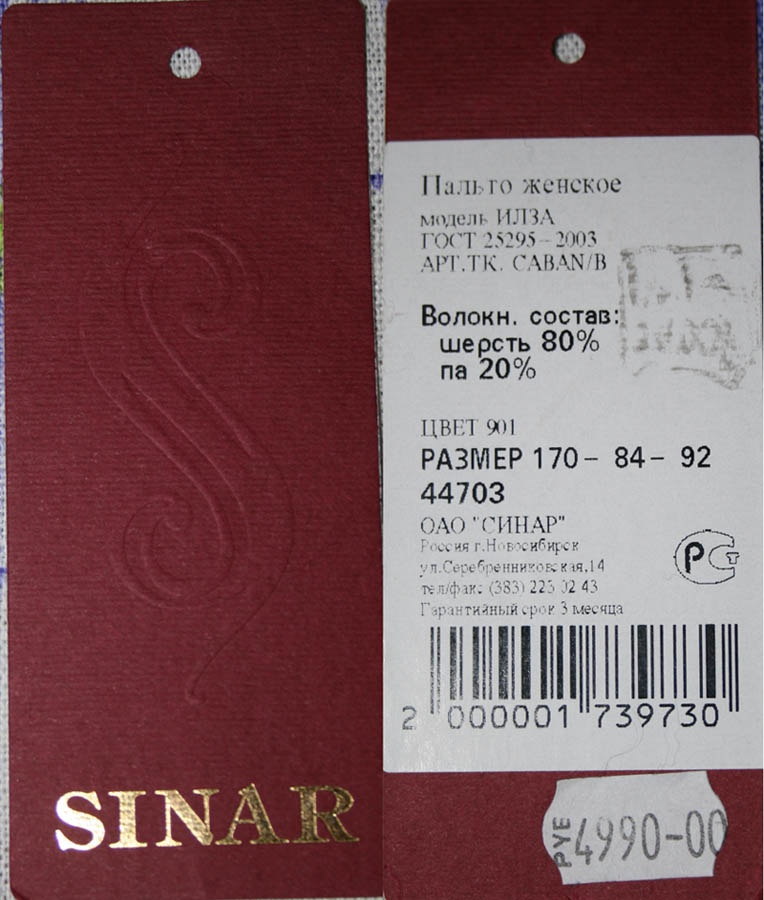 SINAR
Пальто женское
модель ИЛЗА
ГОСТ 25295-2003
АРТ.ТК. CABAN/B
Волокн. состав:
шерсть 80%
па 20%
ЦВЕТ 901
РАЗМЕР 170- 84- 92
44703
ОАО "СИНАР"
Россия г.Новосибирск
ул.Серебренниковская,14
тел/факс (383) 223 02 43
Гарантийный срок 3 месяца
РСТ
2 000001 739730
РУБ 4990-00